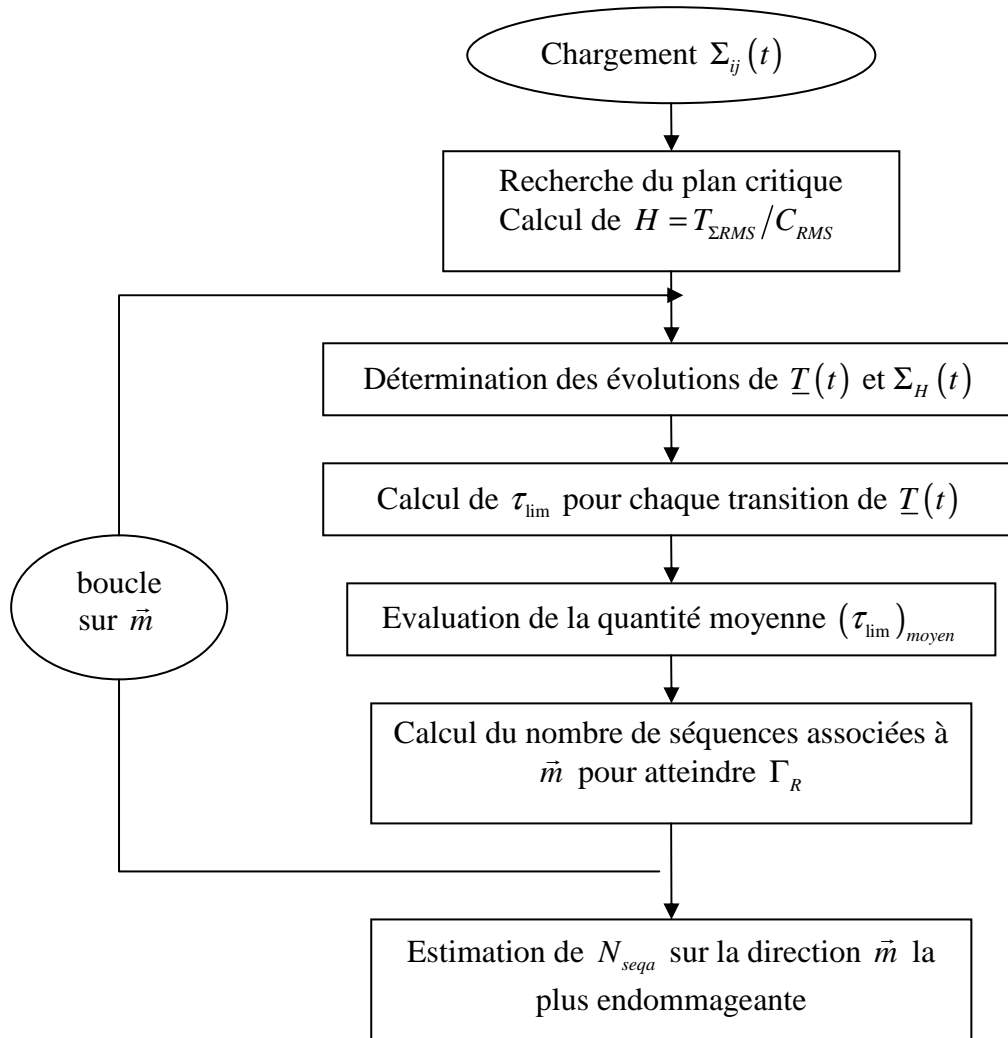 Chargement Σ_ij(t)
Recherche du plan critique
Calcul de H = T_ΣRMS/C_RMS
Détermination des évolutions de T(t) et Σ_H(t)
Calcul de τ_lim pour chaque transition de T(t)
boucle
sur m⃗
Evaluation de la quantité moyenne (τ_lim)_moyen
Calcul du nombre de séquences associées à
m⃗ pour atteindre Γ_R
Estimation de N_seqa sur la direction m⃗ la
plus endommageante